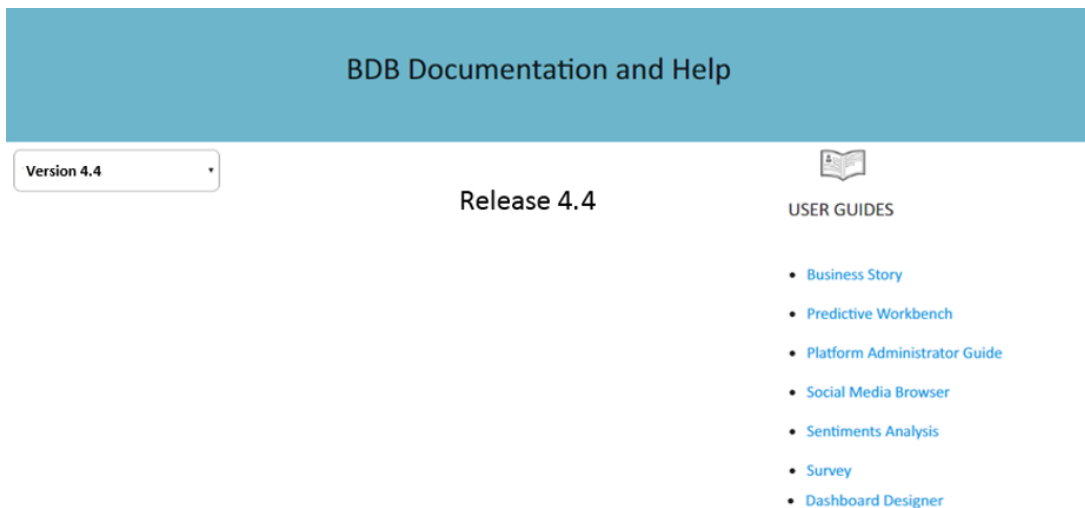 BDB Documentation and Help
Version 4.4
Release 4.4
USER GUIDES
Business Story
Predictive Workbench
Platform Administrator Guide
Social Media Browser
Sentiments Analysis
Survey
Dashboard Designer